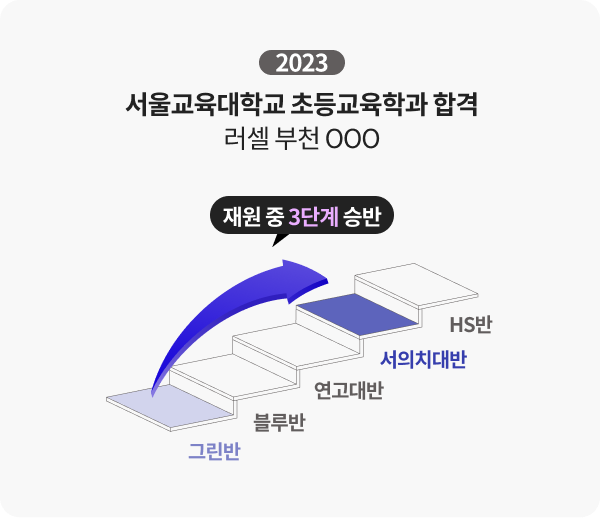 2023
서울교육대학교 초등교육학과 합격
러셀 부천 OOO
재원 중 3단계 승반
HS반
서의치대반
연고대반
블루반
그린반